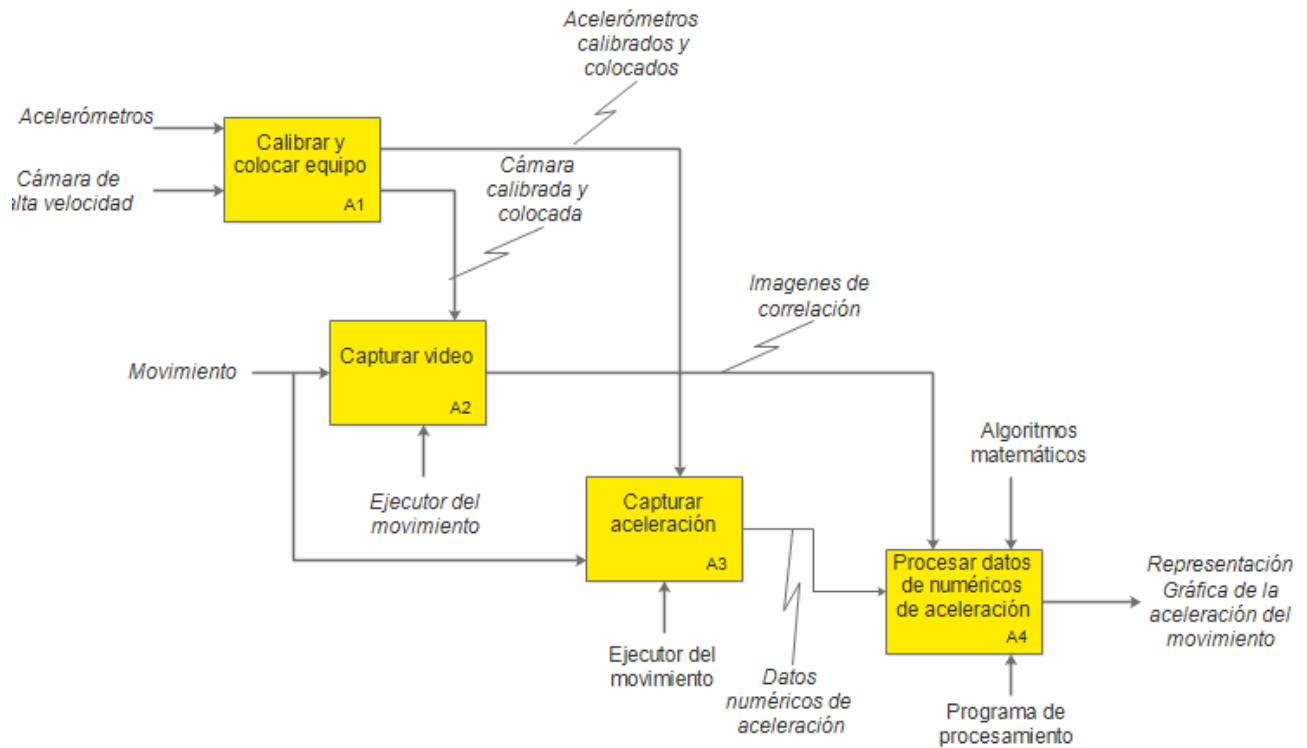 Acelerómetros
calibrados y
colocados
Acelerómetros
Calibrar y
colocar equipo
A1
Cámara de
alta velocidad
Cámara
calibrada y
colocada
Imagenes de
correlación
Movimiento
Capturar video
A2
Ejecutor del
movimiento
Algoritmos
matemáticos
Capturar
aceleración
A3
Ejecutor del
movimiento
Datos
numéricos de
aceleración
Procesar datos
de numéricos
de aceleración
A4
Representación
Gráfica de la
aceleración del
movimiento
Programa de
procesamiento